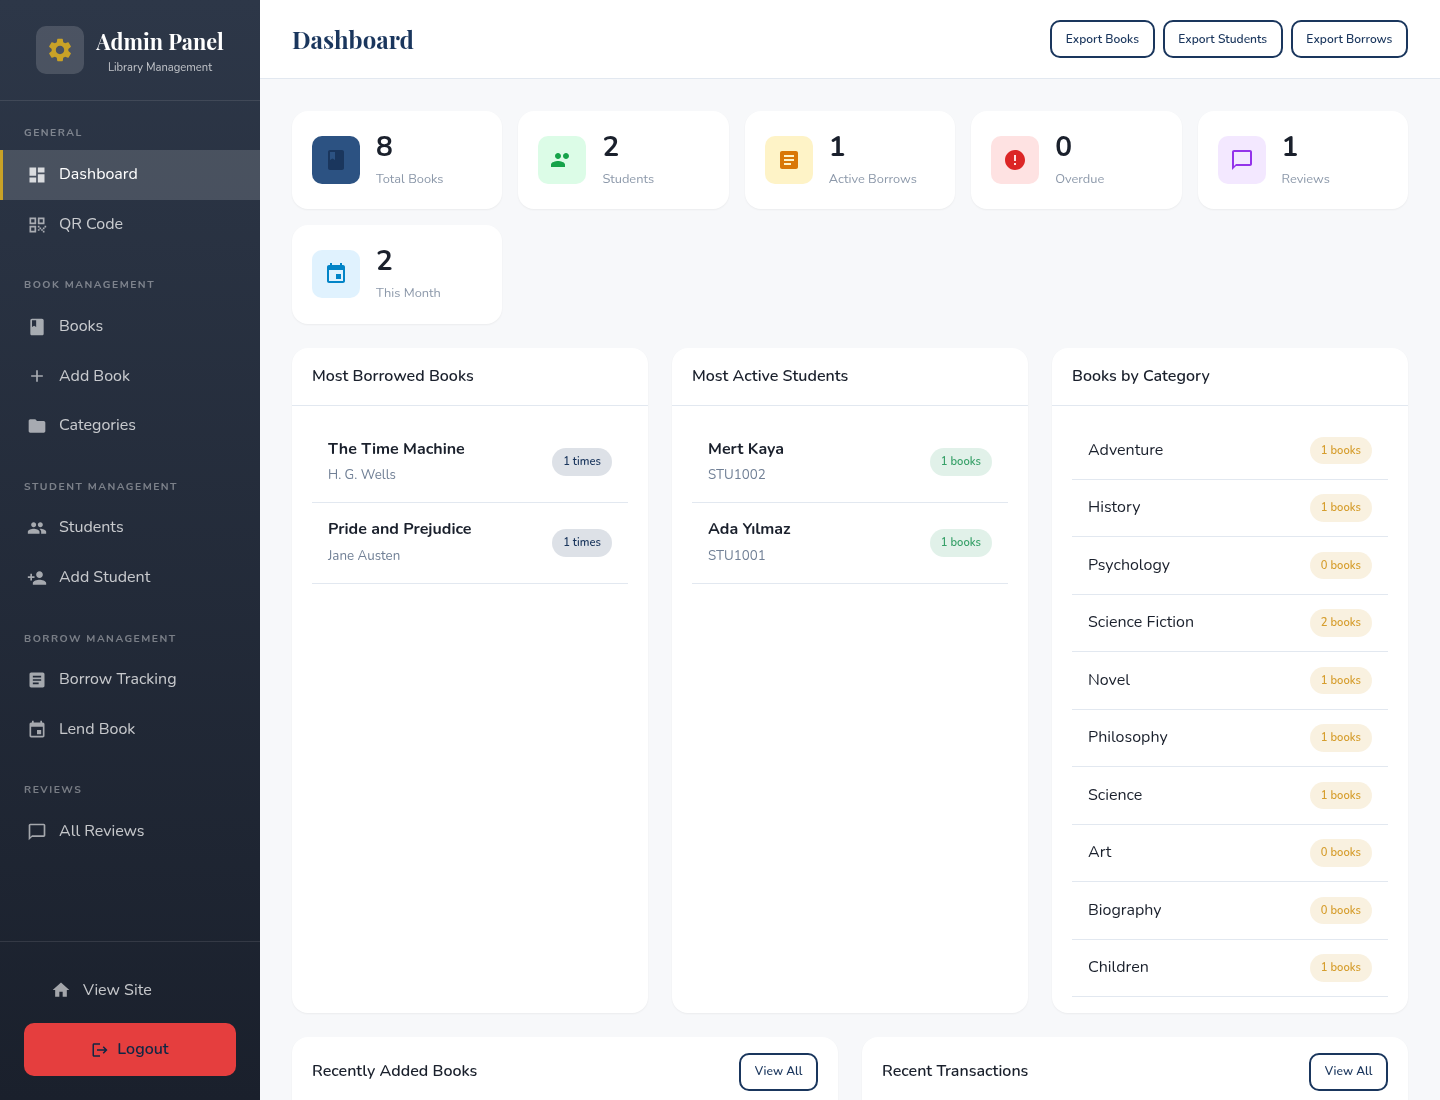 Admin Panel
Library Management
GENERAL
Dashboard
QR Code
BOOK MANAGEMENT
Books
Add Book
Categories
STUDENT MANAGEMENT
Students
Add Student
BORROW MANAGEMENT
Borrow Tracking
Lend Book
REVIEWS
All Reviews
View Site
Logout
Dashboard
Export Books
Export Students
Export Borrows
8
Total Books
2
Students
1
Active Borrows
0
Overdue
1
Reviews
2
This Month
Most Borrowed Books
The Time Machine
H. G. Wells
1 times
Pride and Prejudice
Jane Austen
1 times
Most Active Students
Mert Kaya
STU1002
1 books
Ada Yılmaz
STU1001
1 books
Books by Category
Adventure
1 books
History
1 books
Psychology
0 books
Science Fiction
2 books
Novel
1 books
Philosophy
1 books
Science
1 books
Art
0 books
Biography
0 books
Children
1 books
Recently Added Books
View All
Recent Transactions
View All